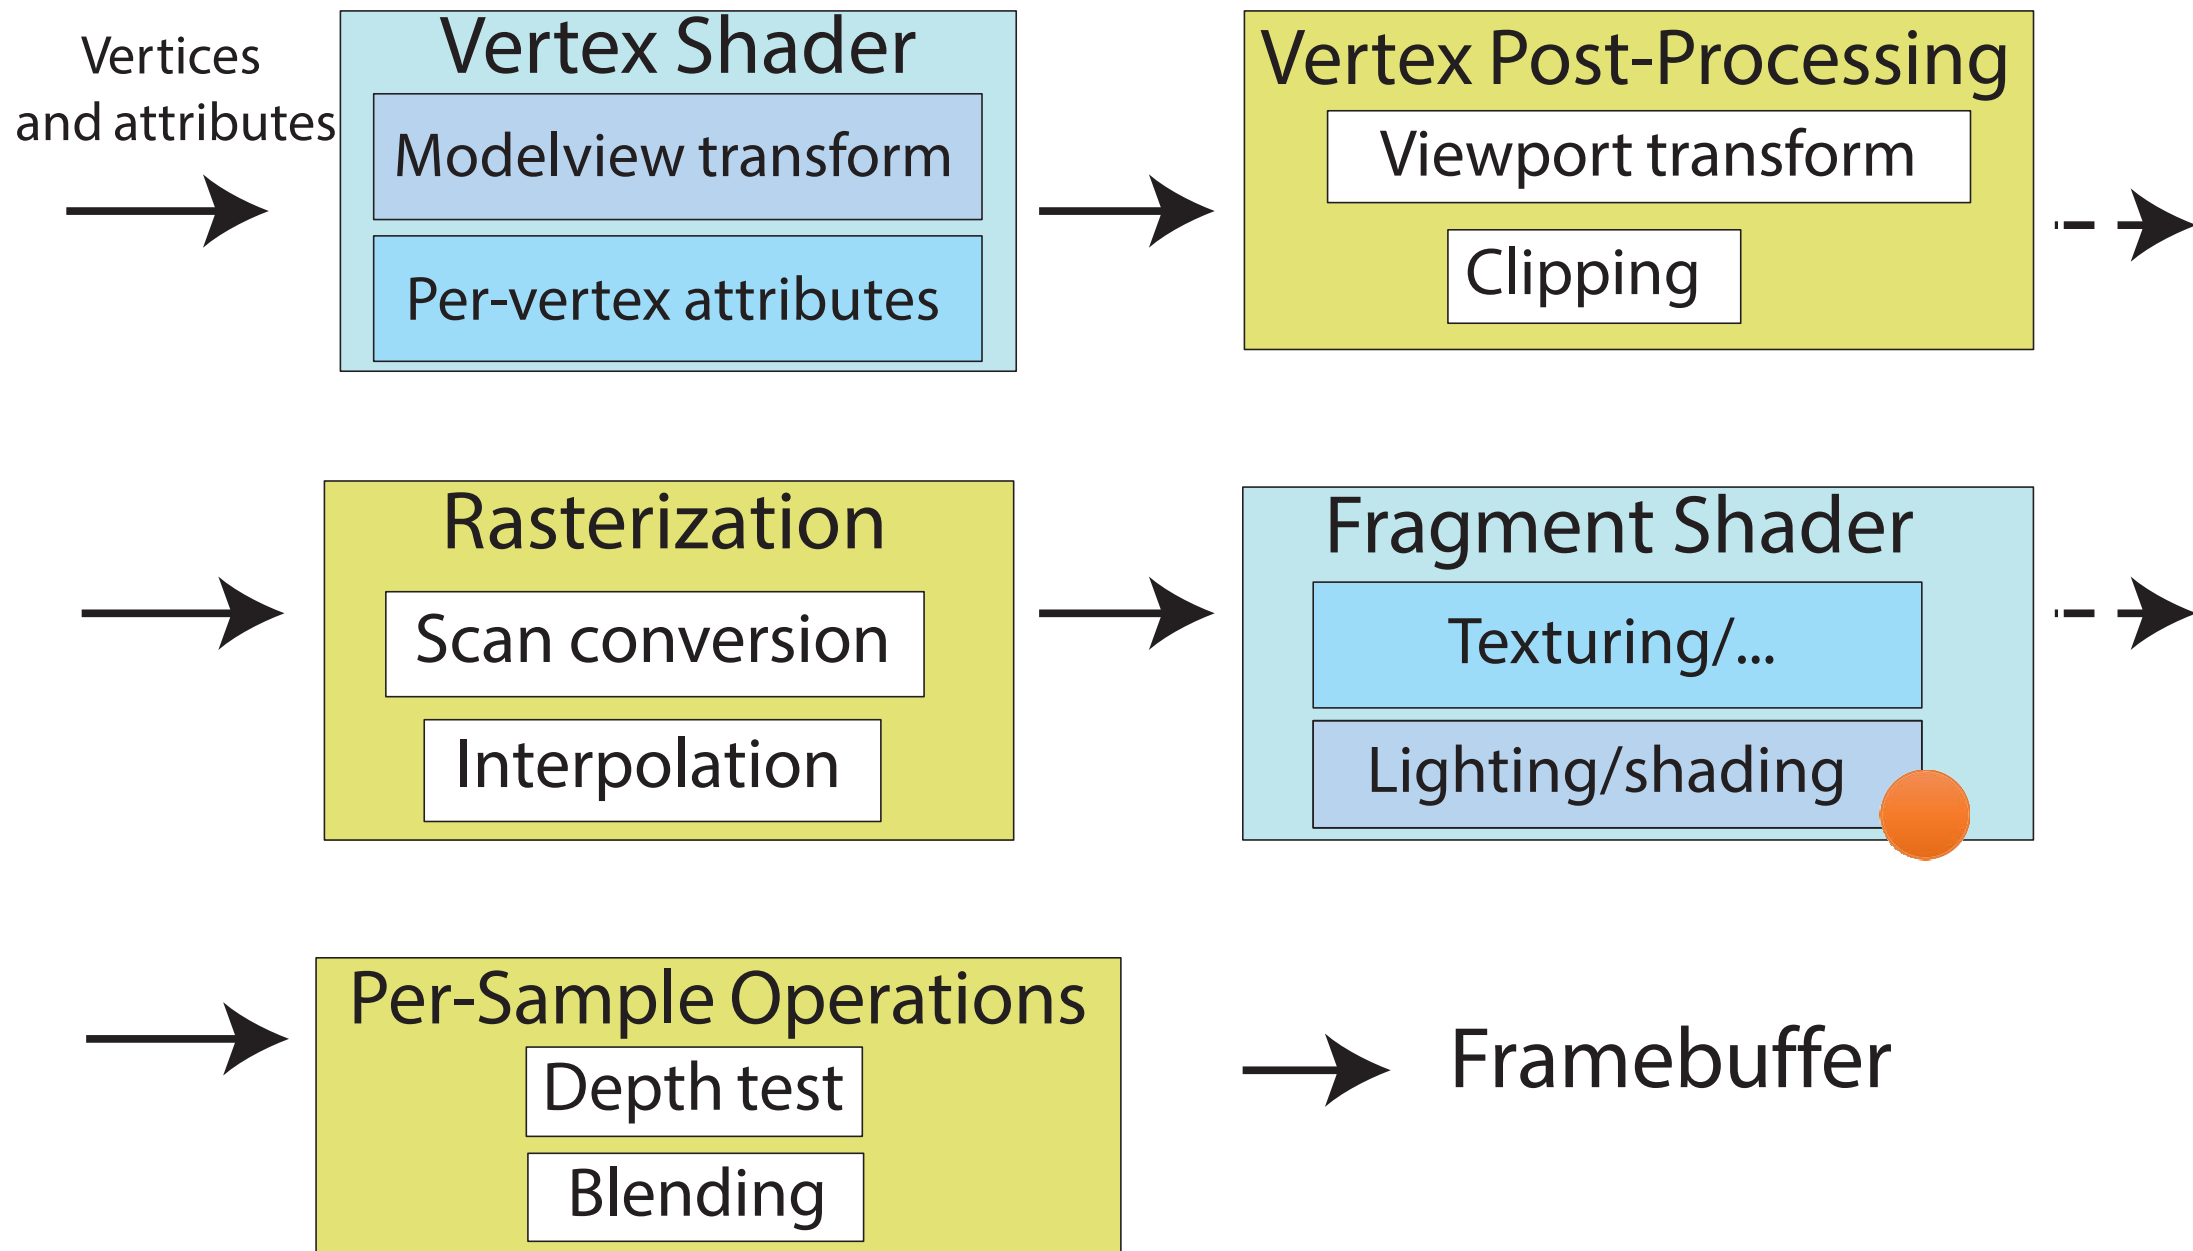 Vertices
and attributes
Vertex Shader
Modelview transform
Per-vertex attributes
Vertex Post-Processing
Viewport transform
Clipping
Rasterization
Scan conversion
Interpolation
Fragment Shader
Texturing/...
Lighting/shading
Per-Sample Operations
Depth test
Blending
Framebuffer